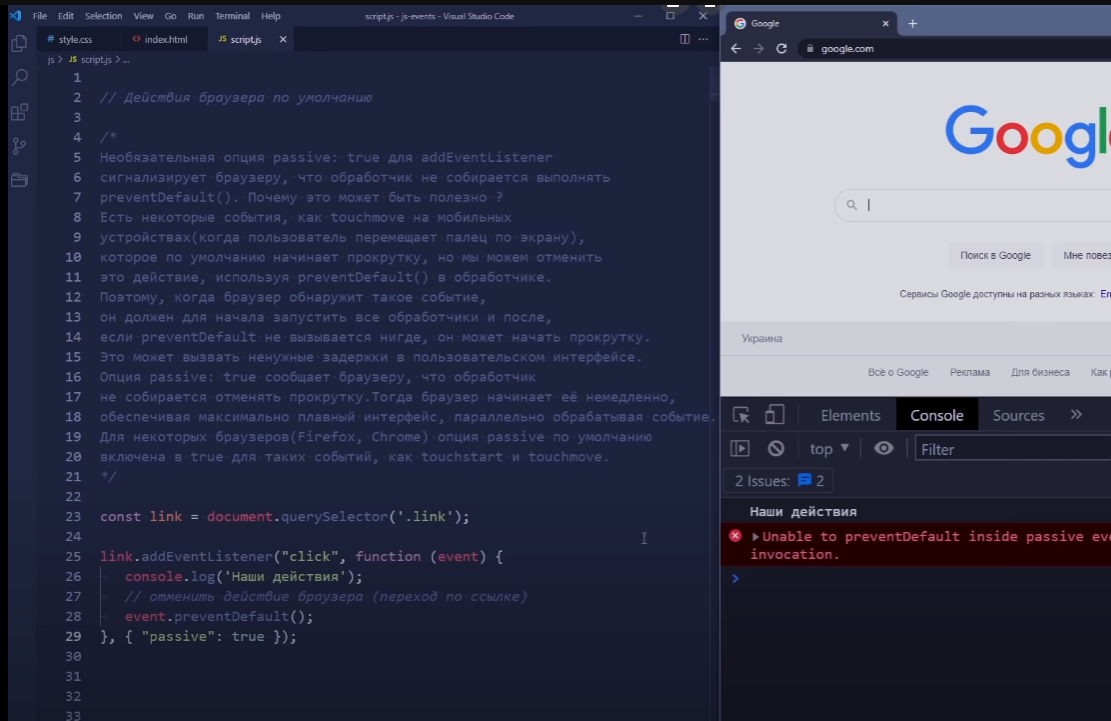 File Edit Selection View Go Run Terminal Help script.js - js-events - Visual Studio Code
# style.css <> index.html JS script.js ×
js > JS script.js > ...
1
2 // Действия браузера по умолчанию
3
4 /*
5 Необязательная опция passive: true для addEventListener
6 сигнализирует браузеру, что обработчик не собирается выполнять
7 preventDefault(). Почему это может быть полезно ?
8 Есть некоторые события, как touchmove на мобильных
9 устройствах(когда пользователь перемещает палец по экрану),
10 которое по умолчанию начинает прокрутку, но мы можем отменить
11 это действие, используя preventDefault() в обработчике.
12 Поэтому, когда браузер обнаружит такое событие,
13 он должен для начала запустить все обработчики и после,
14 если preventDefault не вызывается нигде, он может начать прокрутку.
15 Это может вызвать ненужные задержки в пользовательском интерфейсе.
16 Опция passive: true сообщает браузеру, что обработчик
17 не собирается отменять прокрутку.Тогда браузер начинает её немедленно,
18 обеспечивая максимально плавный интерфейс, параллельно обрабатывая событие.
19 Для некоторых браузеров(Firefox, Chrome) опция passive по умолчанию
20 включена в true для таких событий, как touchstart и touchmove.
21 */
22
23 const link = document.querySelector('.link');
24
25 link.addEventListener("click", function (event) {
26 console.log('Наши действия');
27 // отменить действие браузера (переход по ссылке)
28 event.preventDefault();
29 }, { "passive": true });
30
31
32
33
Google × +
google.com
Google
Поиск в Google Мне повез
Сервисы Google доступны на разных языках: En
Украина
Всё о Google Реклама Для бизнеса Как
Elements Console Sources »
top ▼ Filter
2 Issues: 2
Наши действия
▶Unable to preventDefault inside passive eve
invocation.
>